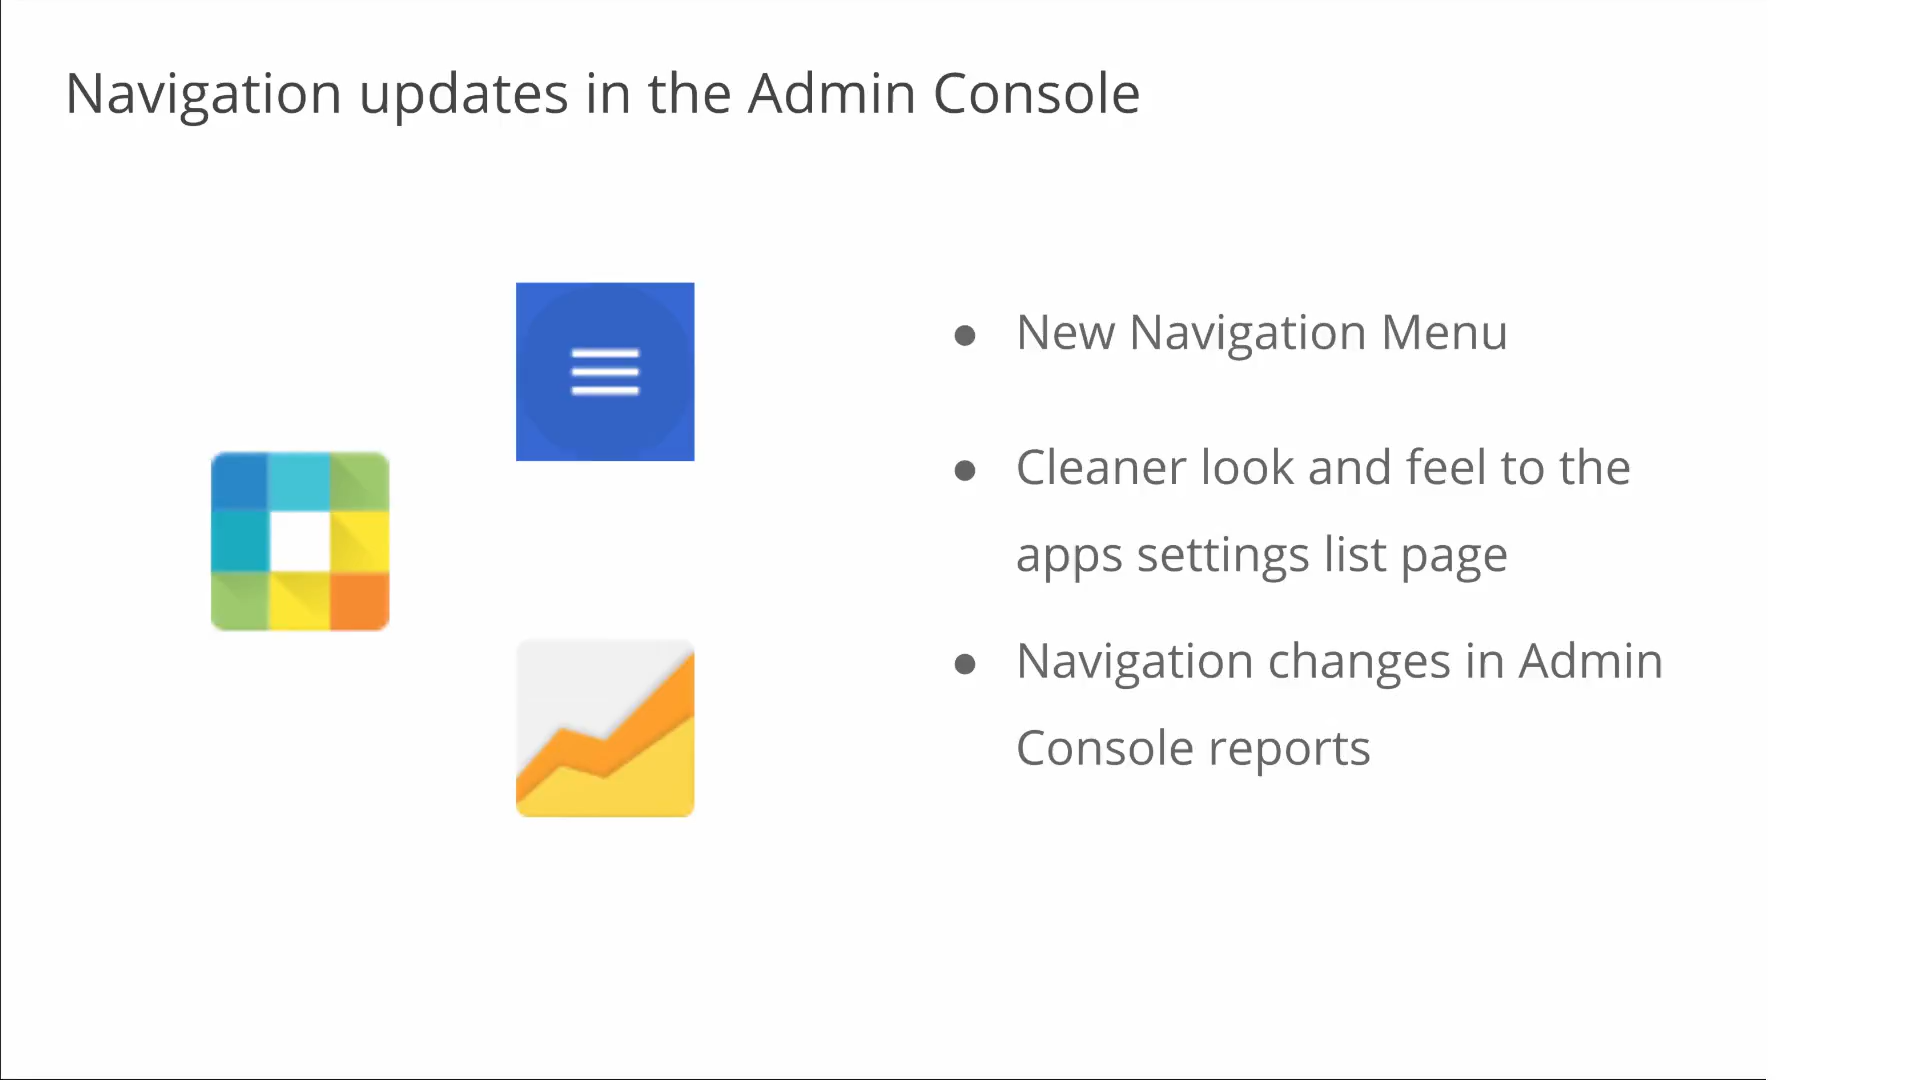 Navigation updates in the Admin Console
● New Navigation Menu
● Cleaner look and feel to the
apps settings list page
● Navigation changes in Admin
Console reports